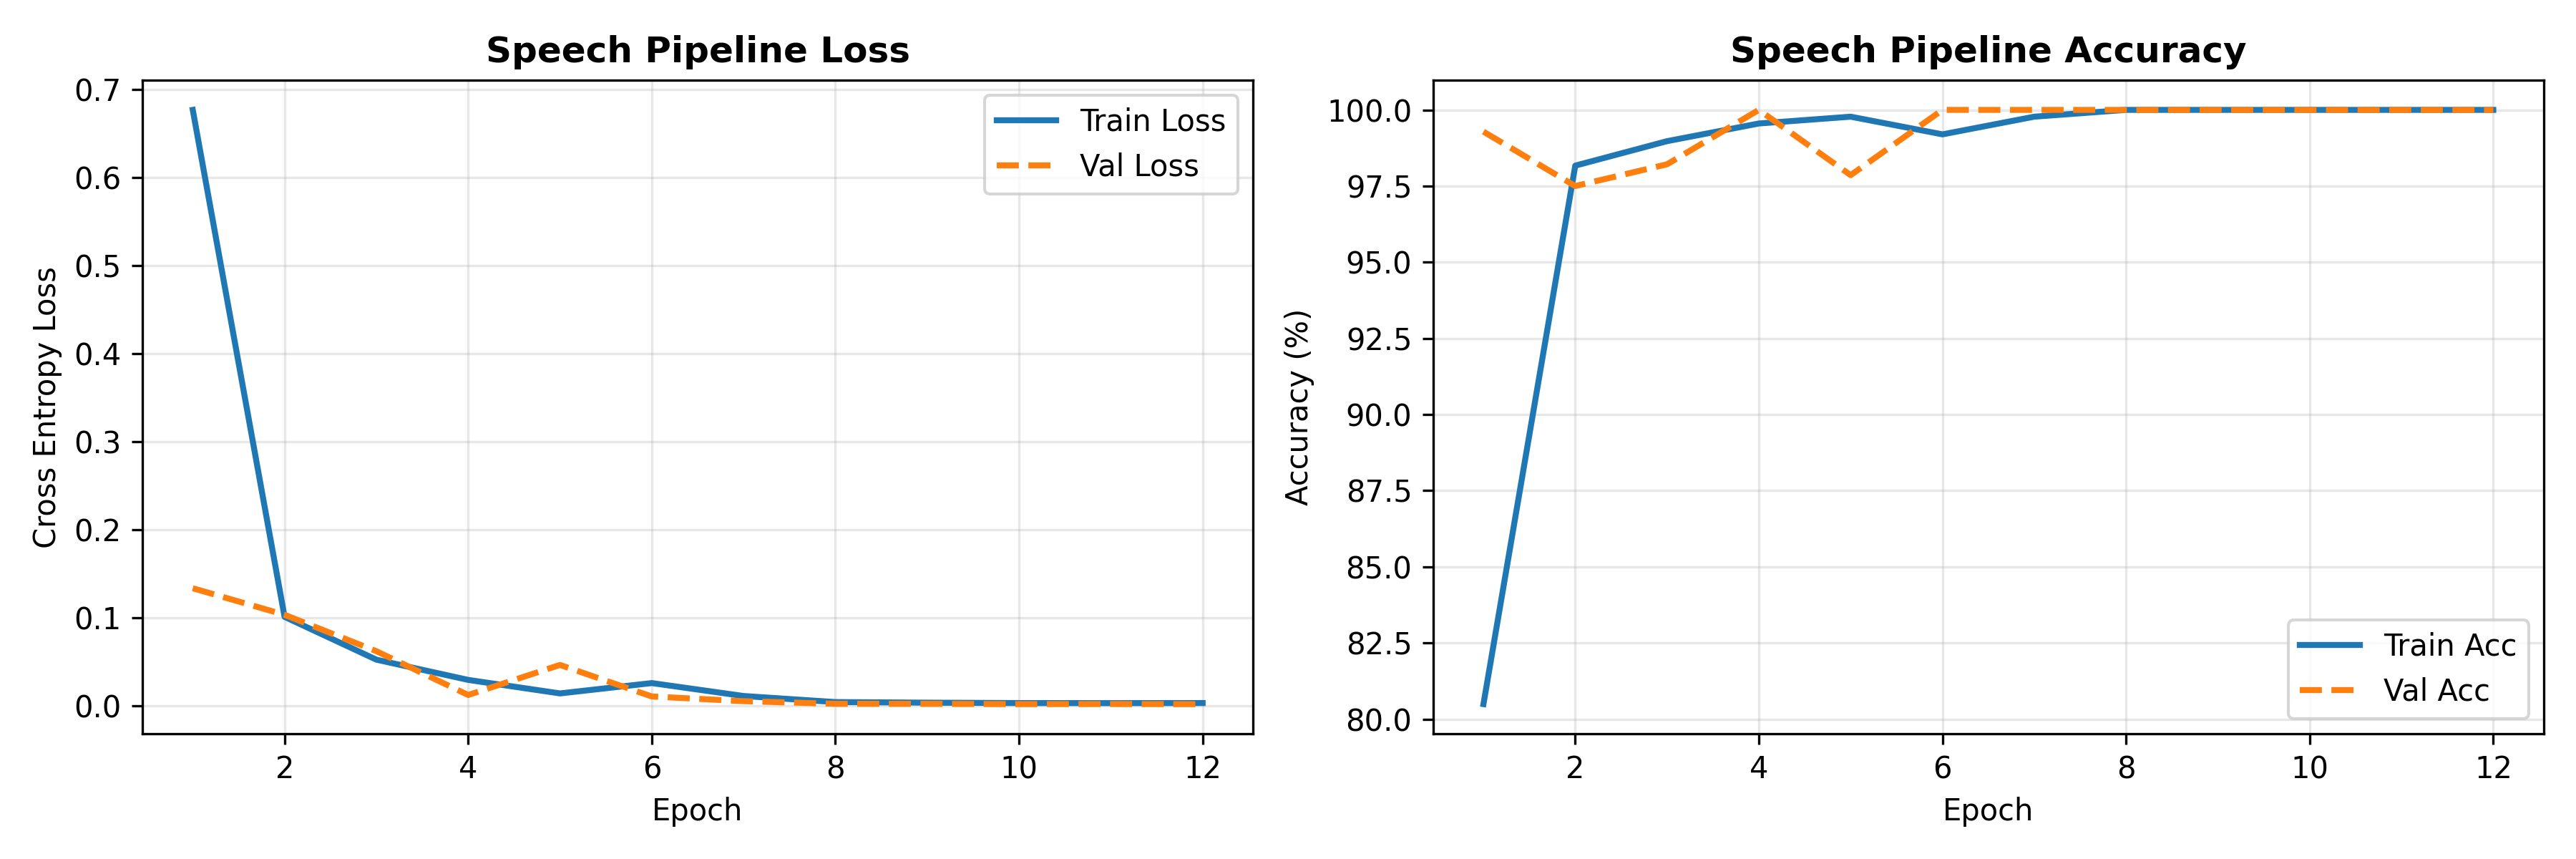 Speech Pipeline Loss
0.7
0.6
0.5
0.4
0.3
0.2
0.1
0.0
Cross Entropy Loss
Train Loss
Val Loss
2 4 6 8 10 12
Epoch
Speech Pipeline Accuracy
100.0
97.5
95.0
92.5
90.0
87.5
85.0
82.5
80.0
Accuracy (%)
Train Acc
Val Acc
2 4 6 8 10 12
Epoch